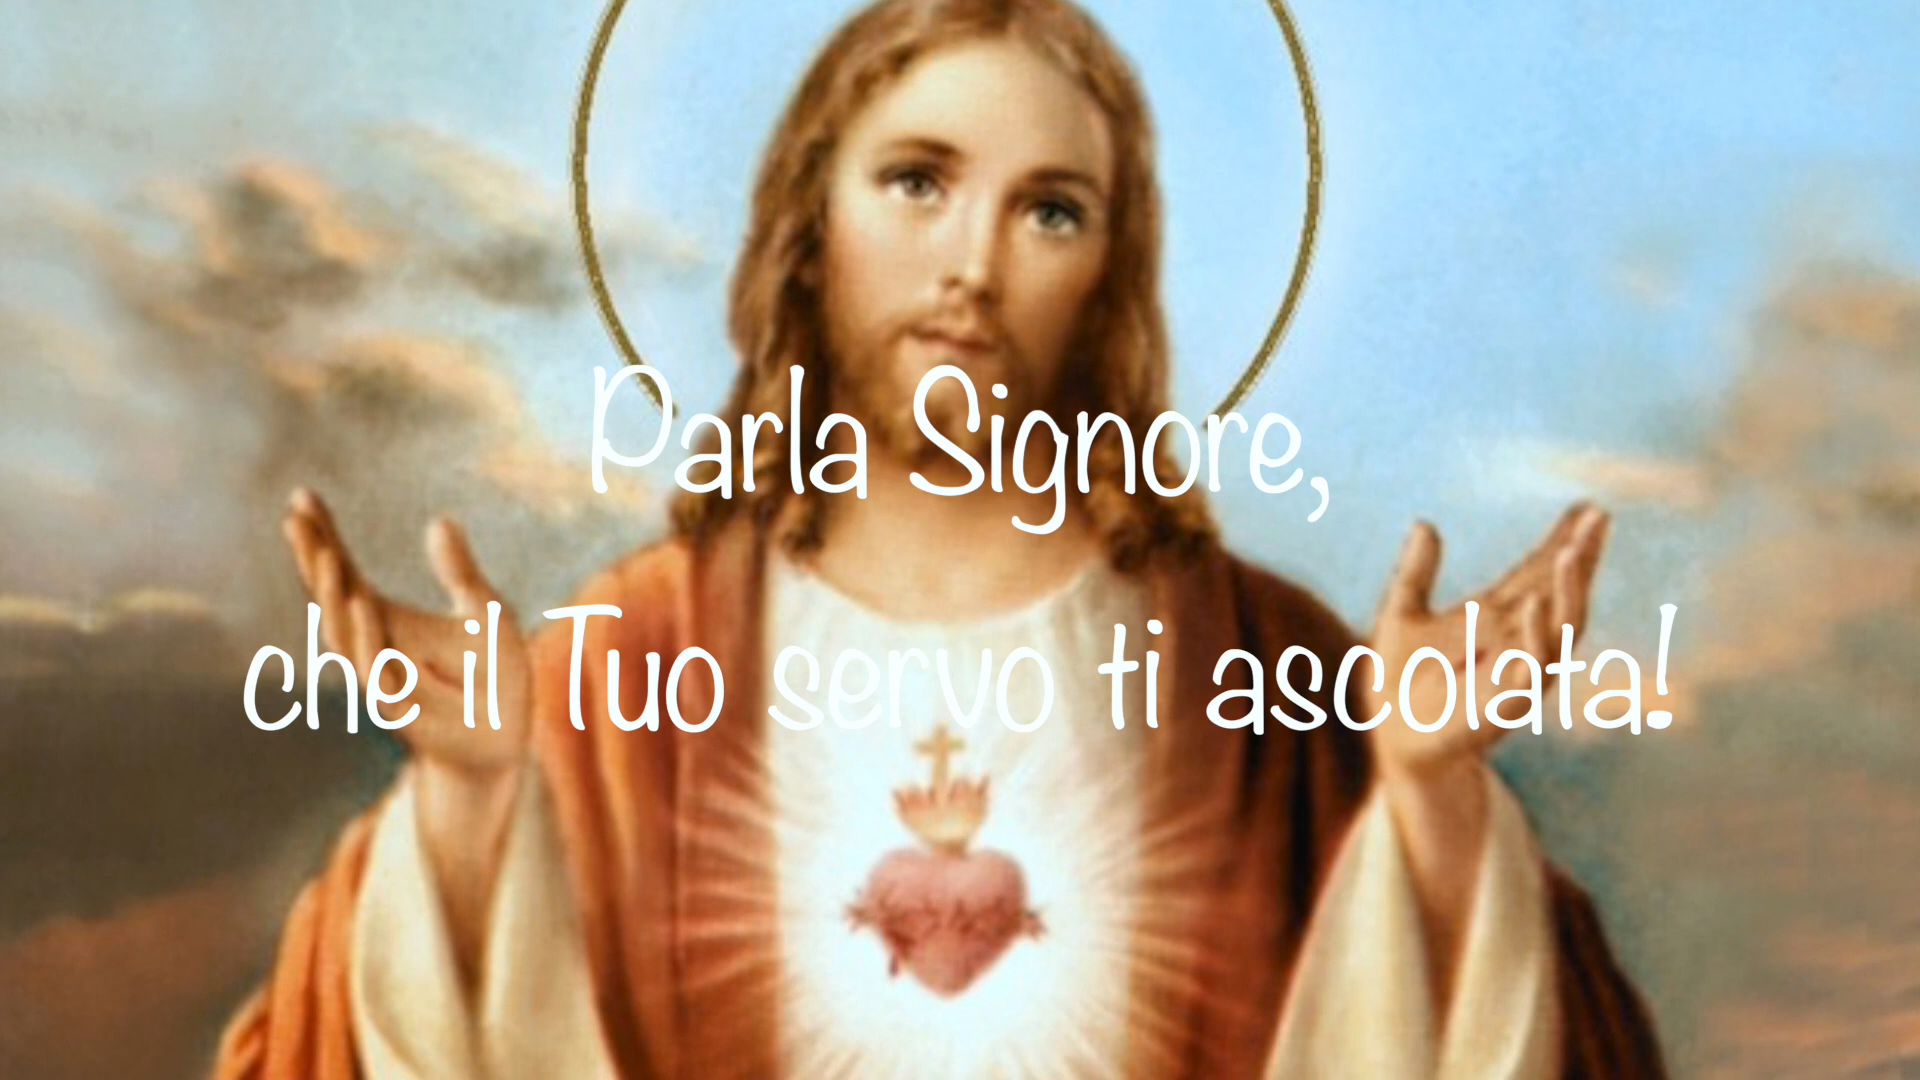 Parla Signore,
che il Tuo servo ti ascolata!